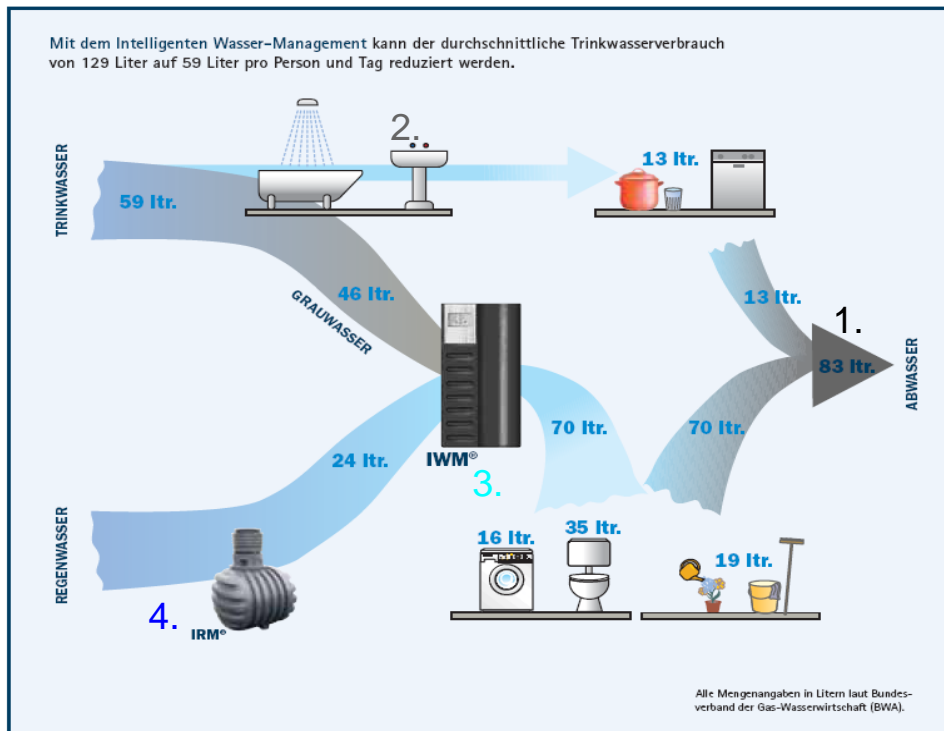 Mit dem Intelligenten Wasser-Management kann der durchschnittliche Trinkwasserverbrauch
von 129 Liter auf 59 Liter pro Person und Tag reduziert werden.
2.
13 ltr.
TRINKWASSER
59 ltr.
46 ltr.
GRAUWASSER
13 ltr.
1.
83 ltr.
ABWASSER
70 ltr.
70 ltr.
24 ltr.
IWM®
3.
REGENWASSER
16 ltr.
35 ltr.
19 ltr.
4.
IRM®
Alle Mengenangaben in Litern laut Bundes-
verband der Gas-Wasserwirtschaft (BWA).